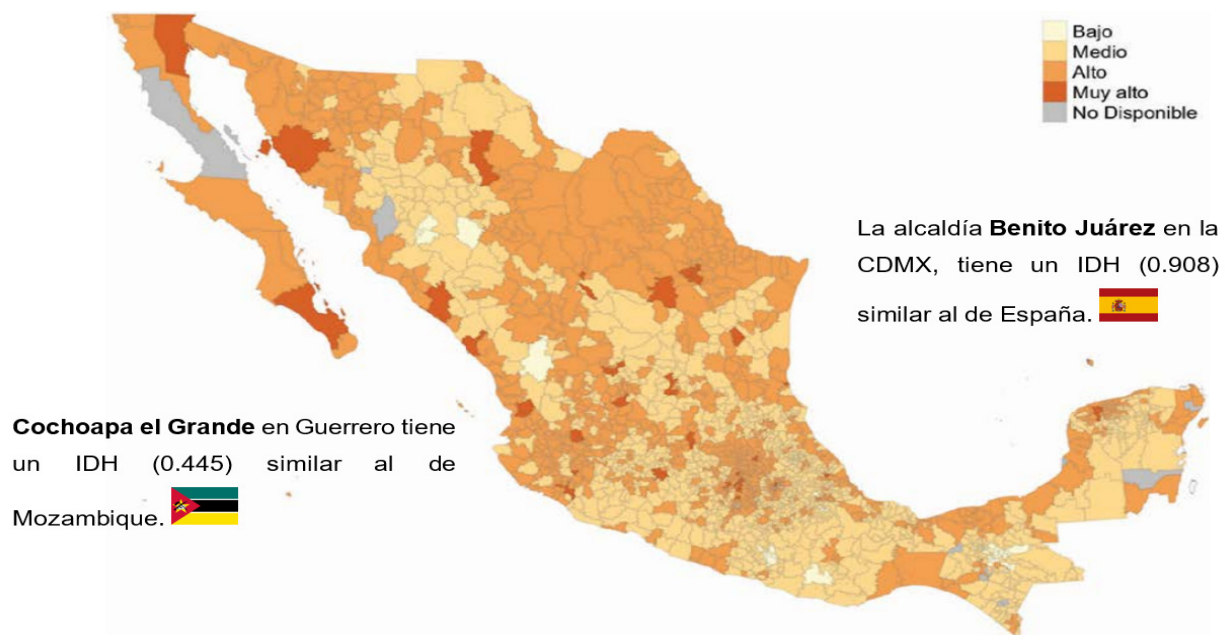 Bajo
Medio
Alto
Muy alto
No Disponible
La alcaldía Benito Juárez en la
CDMX, tiene un IDH (0.908)
similar al de España.
Cochoapa el Grande en Guerrero tiene
un IDH (0.445) similar al de
Mozambique.